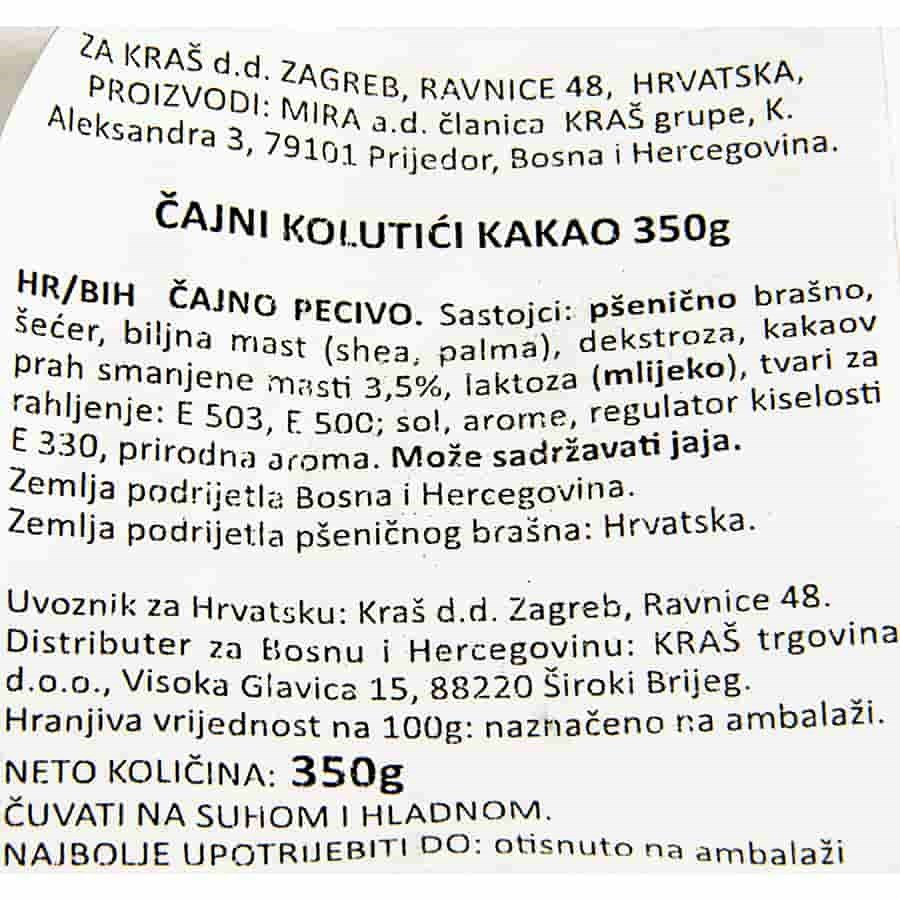 ZA KRAŠ d.d. ZAGREB, RAVNICE 48, HRVATSKA,
PROIZVODI: MIRA a.d. članica KRAŠ grupe, K.
Aleksandra 3, 79101 Prijedor, Bosna i Hercegovina.
ČAJNI KOLUTIĆI KAKAO 350g
HR/BIH ČAJNO PECIVO. Sastojci: pšenično brašno,
šećer, biljna mast (shea, palma), dekstroza, kakaov
prah smanjene masti 3,5%, laktoza (mlijeko), tvari za
rahljenje: E 503, E 500; sol, arome, regulator kiselosti
E 330, prirodna aroma. Može sadržavati jaja.
Zemlja podrijetla Bosna i Hercegovina.
Zemlja podrijetla pšeničnog brašna: Hrvatska.
Uvoznik za Hrvatsku: Kraš d.d. Zagreb, Ravnice 48.
Distributer za Bosnu i Hercegovinu: KRAŠ trgovina
d.o.o., Visoka Glavica 15, 88220 Široki Brijeg.
Hranjiva vrijednost na 100g: naznačeno na ambalaži.
NETO KOLIČINA: 350g
ČUVATI NA SUHOM I HLADNOM.
NAJBOLJE UPOTRIJEBITI DO: otisnuto na ambalaži